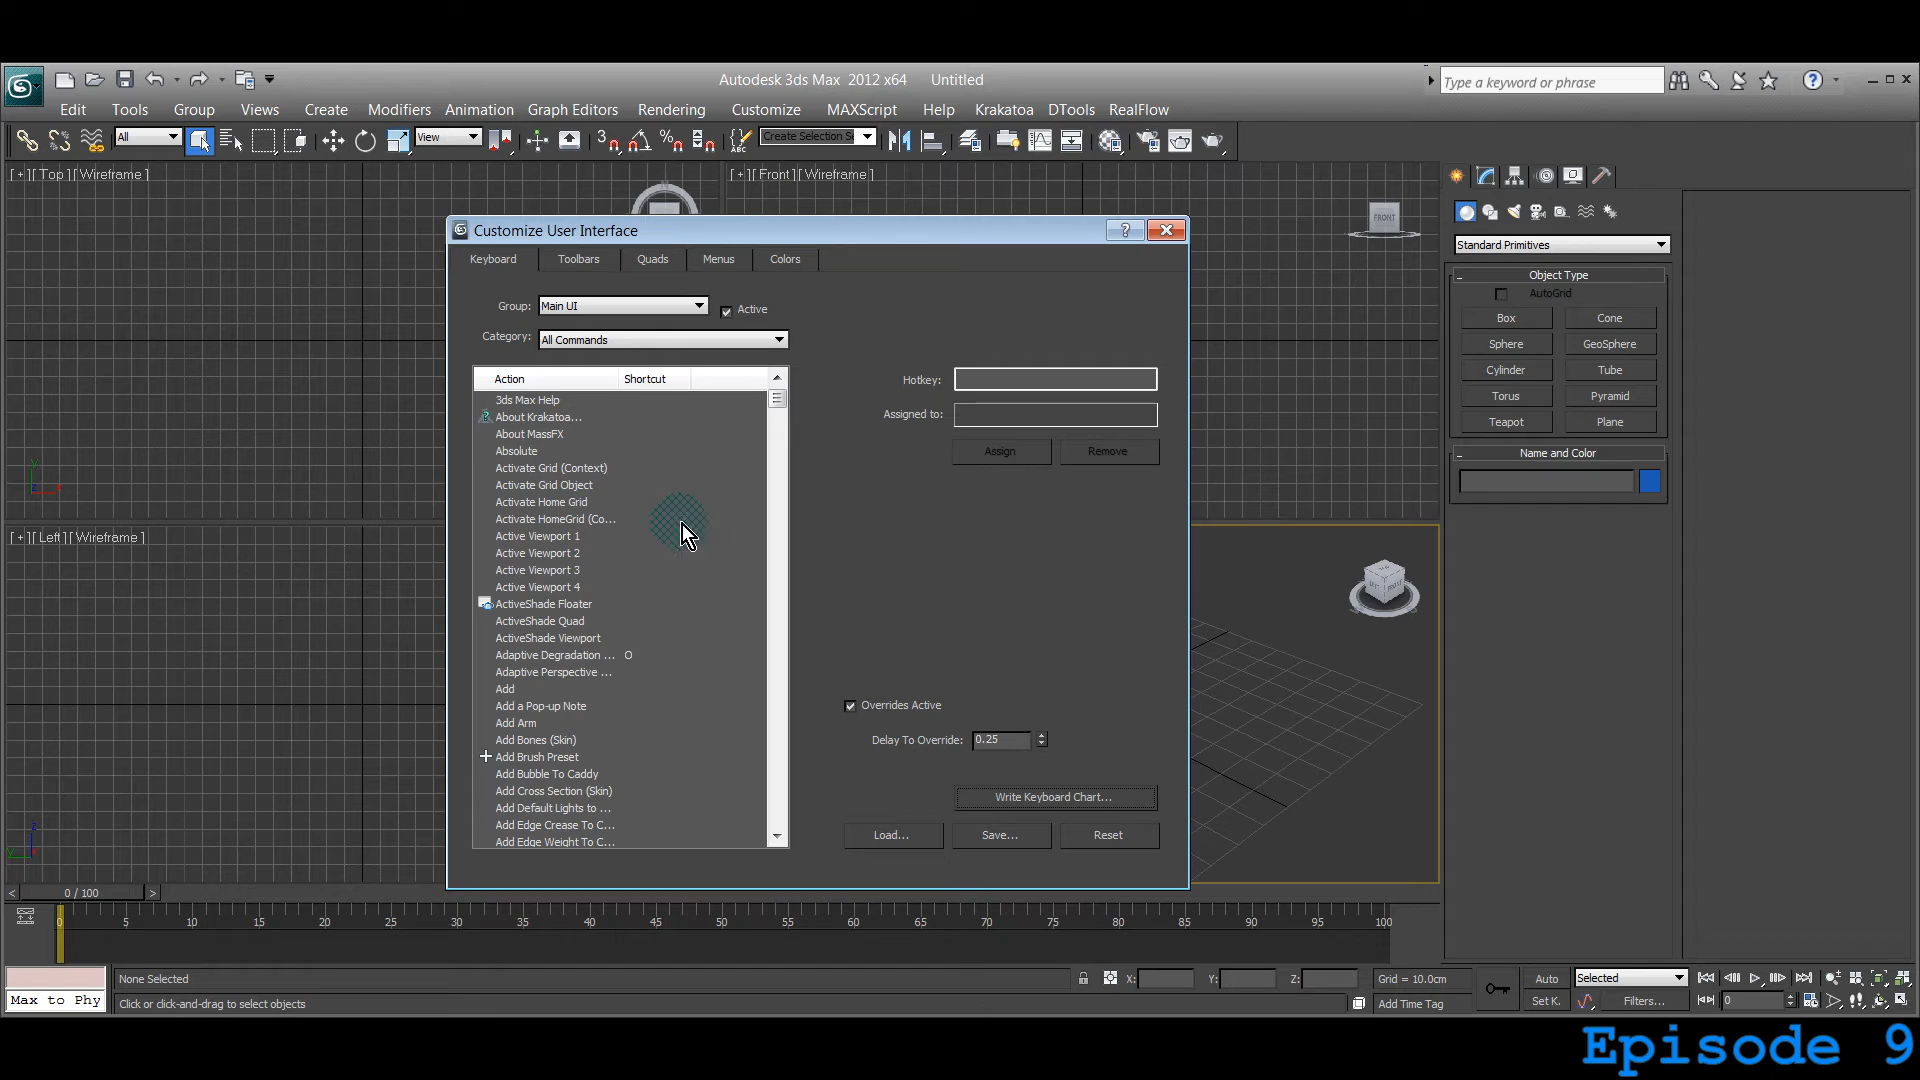 Autodesk 3ds Max 2012 x64 Untitled
Type a keyword or phrase
Edit Tools Group Views Create Modifiers Animation Graph Editors Rendering Customize MAXScript Help Krakatoa DTools RealFlow
All
View
3
ABC
Create Selection Se
[ + ][ Top ][ Wireframe ]
[ + ][ Front ][ Wireframe ]
FRONT
Standard Primitives
Object Type
AutoGrid
Box Cone
Sphere GeoSphere
Cylinder Tube
Torus Pyramid
Teapot Plane
Name and Color
Customize User Interface
Keyboard Toolbars Quads Menus Colors
Group: Main UI Active
Category: All Commands
Action Shortcut
3ds Max Help
About Krakatoa...
About MassFX
Absolute
Activate Grid (Context)
Activate Grid Object
Activate Home Grid
Activate HomeGrid (Co...
Active Viewport 1
Active Viewport 2
Active Viewport 3
Active Viewport 4
ActiveShade Floater
ActiveShade Quad
ActiveShade Viewport
Adaptive Degradation ... O
Adaptive Perspective ...
Add
Add a Pop-up Note
Add Arm
Add Bones (Skin)
Add Brush Preset
Add Bubble To Caddy
Add Cross Section (Skin)
Add Default Lights to ...
Add Edge Crease To C...
Add Edge Weight To C...
Hotkey:
Assigned to:
Assign Remove
Overrides Active
Delay To Override: 0.25
Write Keyboard Chart...
Load... Save... Reset
[ + ][ Left ][ Wireframe ]
y
x
z
y
< 0 / 100 >
0 5 10 15 20 25 30 35 40 45 50 55 60 65 70 75 80 85 90 95 100
None Selected X: Y: Z: Grid = 10.0cm Auto Selected
Max to Phy Click or click-and-drag to select objects Add Time Tag Set K. Filters... 0
Episode 9